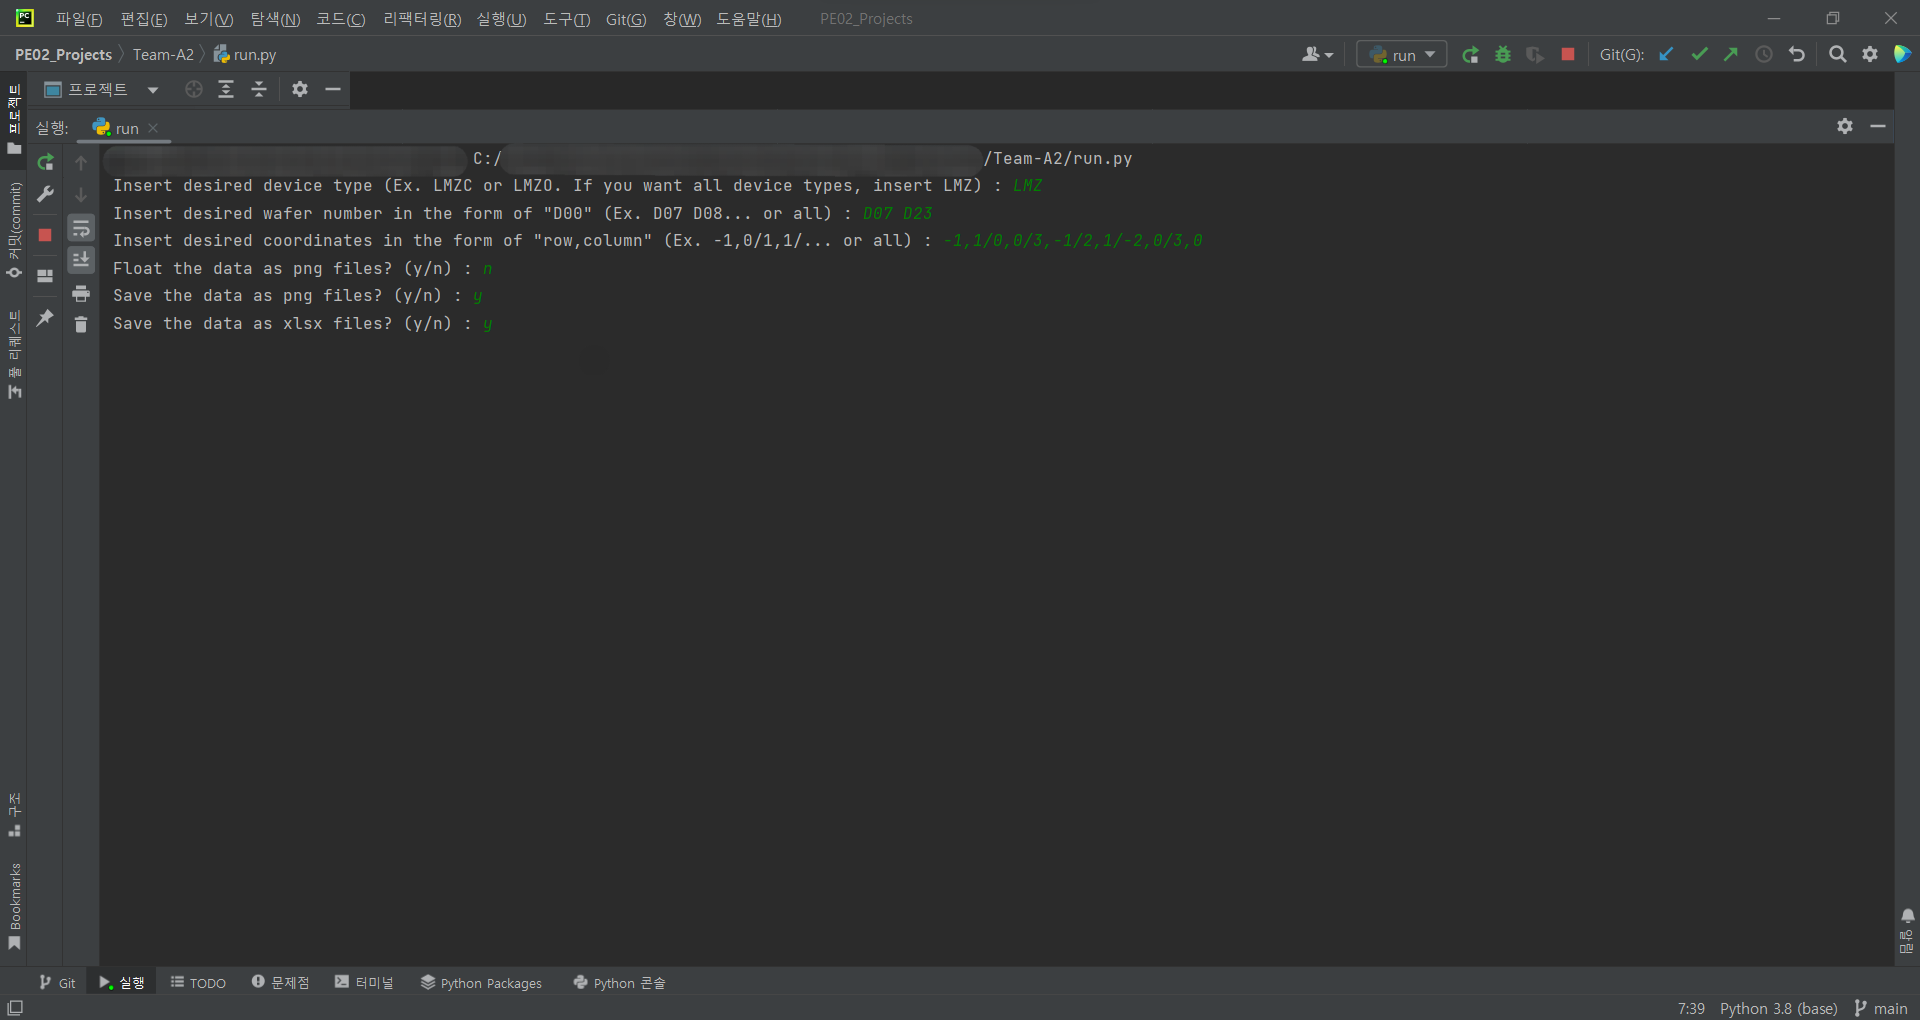 PC 파일(F) 편집(E) 보기(V) 탐색(N) 코드(C) 리팩터링(R) 실행(U) 도구(T) Git(G) 창(W) 도움말(H) PE02_Projects
PE02_Projects Team-A2 run.py run Git(G):
프로젝트
프로젝트
실행: run
C:/ /Team-A2/run.py
Insert desired device type (Ex. LMZC or LMZO. If you want all device types, insert LMZ) : LMZ
Insert desired wafer number in the form of "D00" (Ex. D07 D08... or all) : D07 D23
Insert desired coordinates in the form of "row,column" (Ex. -1,0/1,1/... or all) : -1,1/0,0/3,-1/2,1/-2,0/3,0
Float the data as png files? (y/n) : n
Save the data as png files? (y/n) : y
Save the data as xlsx files? (y/n) : y
커밋(commit)
풀 리퀘스트
구조
Bookmarks
알림
Git 실행 TODO 문제점 터미널 Python Packages Python 콘솔
7:39 Python 3.8 (base) main